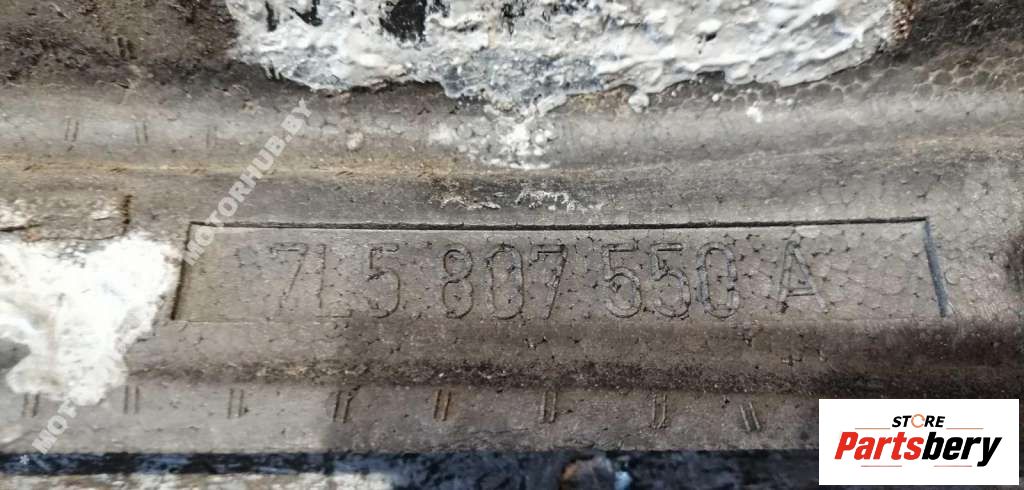 MOTORHUB.BY
7L5.807.550 A
STORE
Partsbery